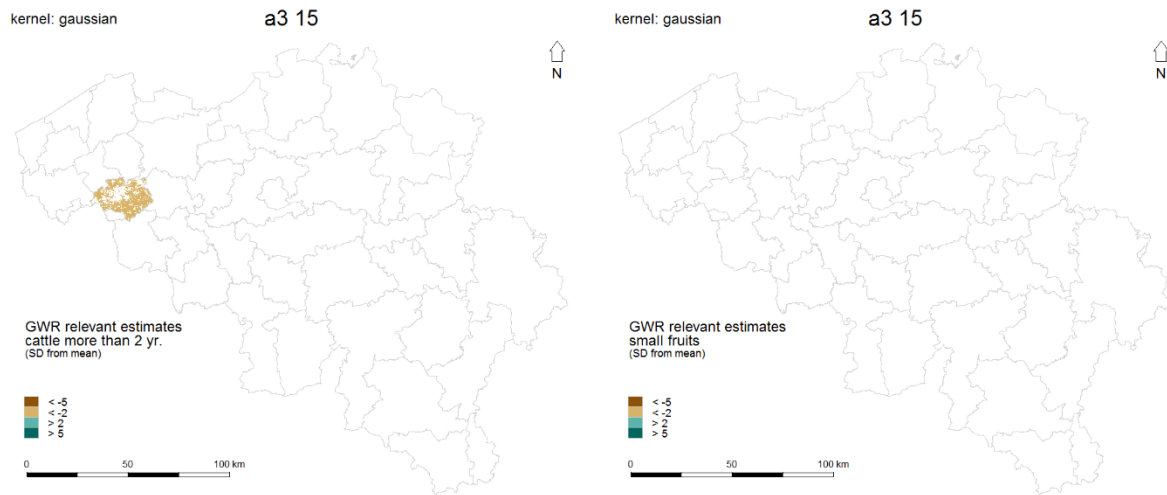 kernel: gaussian
a3 15
N
GWR relevant estimates
cattle more than 2 yr.
(SD from mean)
< -5
< -2
> 2
> 5
0 50 100 km
kernel: gaussian
a3 15
N
GWR relevant estimates
small fruits
(SD from mean)
< -5
< -2
> 2
> 5
0 50 100 km